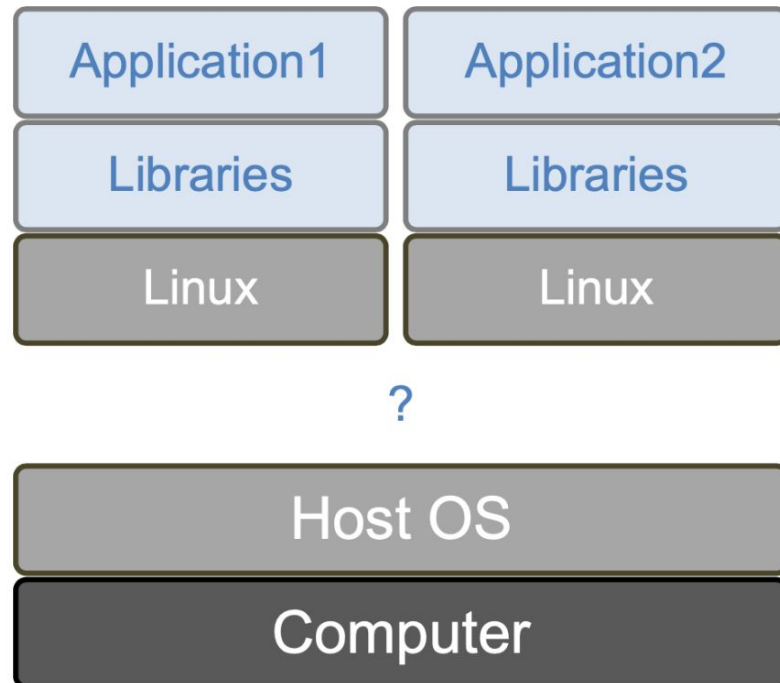 Application1 Application2
Libraries Libraries
Linux Linux
?
Host OS
Computer